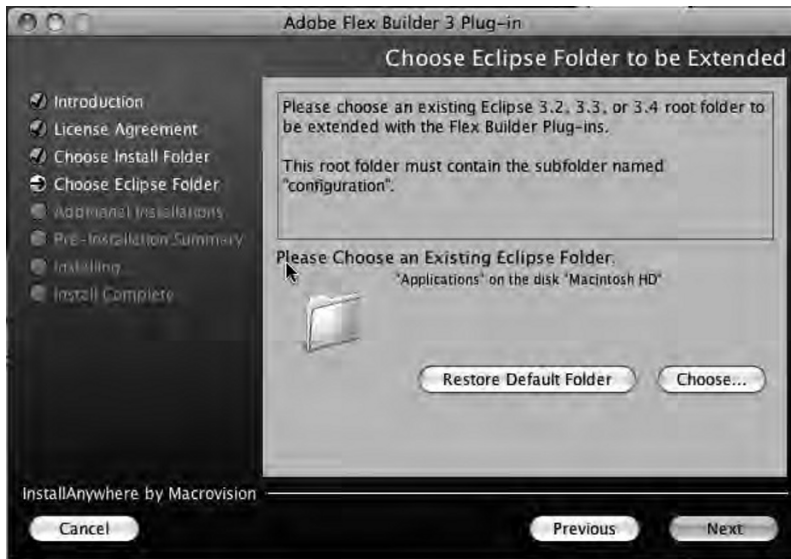 Adobe Flex Builder 3 Plug-in
Choose Eclipse Folder to be Extended
Introduction
License Agreement
Choose Install Folder
Choose Eclipse Folder
Additional Installations
Pre-Installation Summary
Installing
Install Complete
Please choose an existing Eclipse 3.2, 3.3, or 3.4 root folder to
be extended with the Flex Builder Plug-ins.
This root folder must contain the subfolder named
"configuration".
Please Choose an Existing Eclipse Folder.
"Applications" on the disk "Macintosh HD"
Restore Default Folder
Choose...
InstallAnywhere by Macrovision
Cancel
Previous
Next